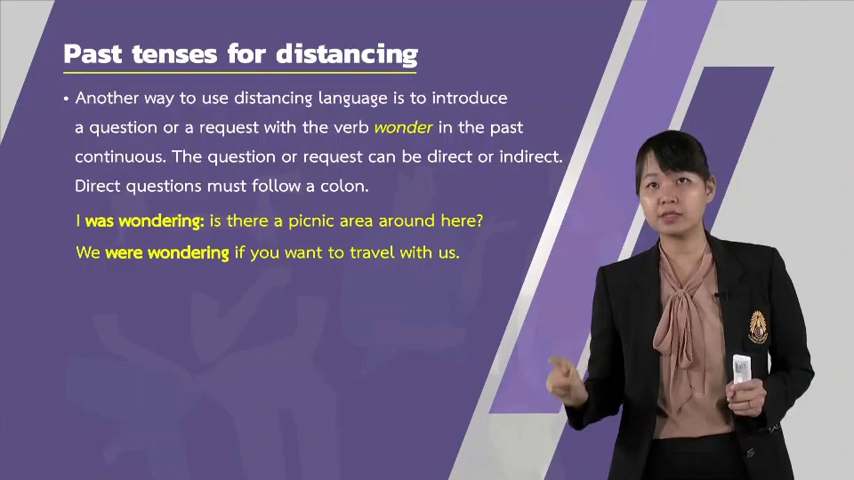 Past tenses for distancing
• Another way to use distancing language is to introduce
a question or a request with the verb wonder in the past
continuous. The question or request can be direct or indirect.
Direct questions must follow a colon.
I was wondering: is there a picnic area around here?
We were wondering if you want to travel with us.